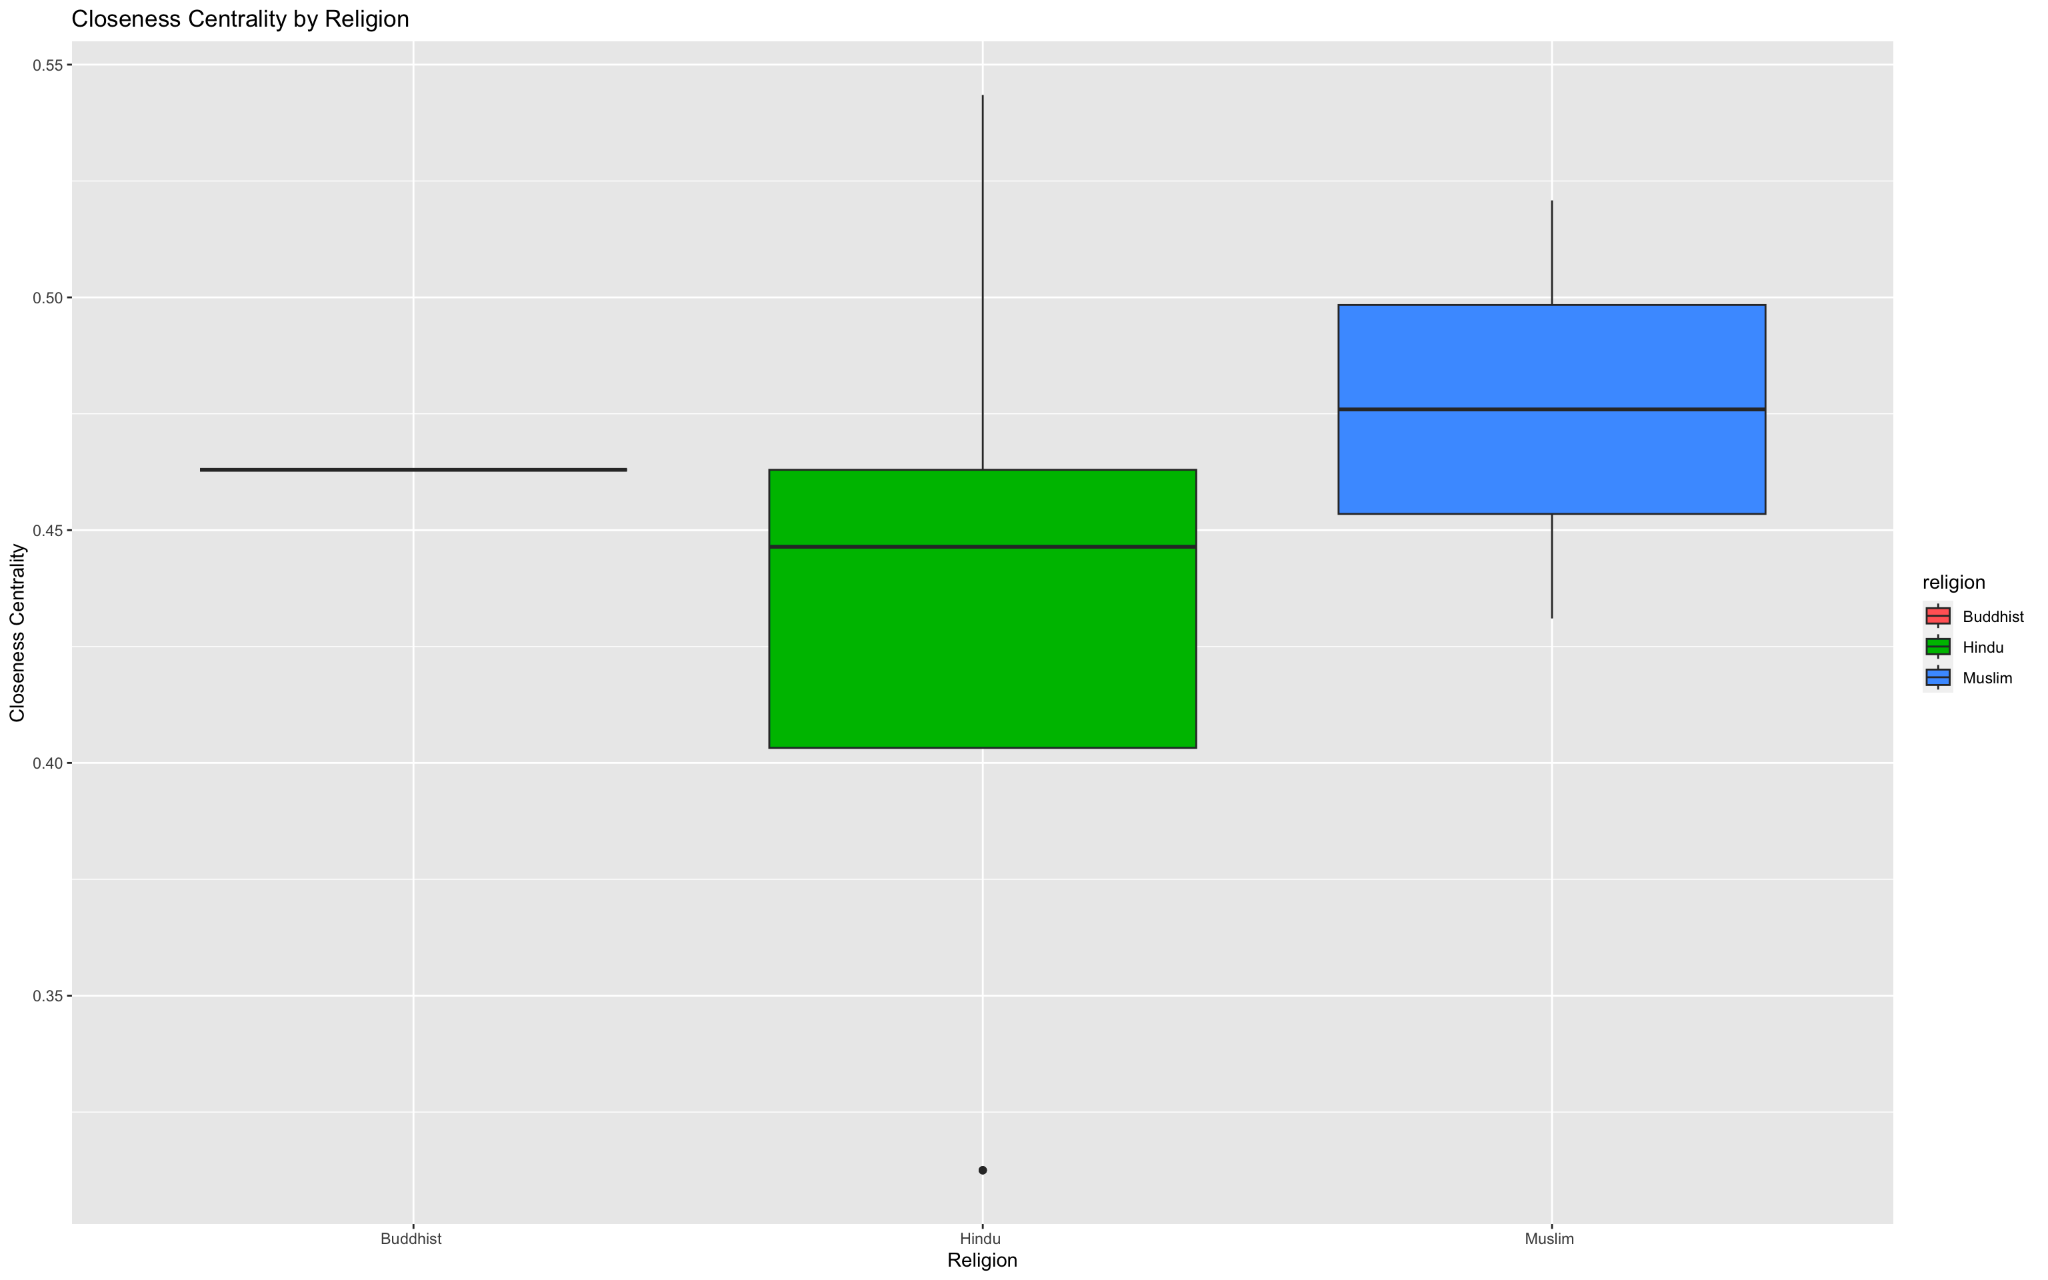 Closeness Centrality by Religion
0.55
0.50
0.45
0.40
0.35
Closeness Centrality
Buddhist
Hindu
Muslim
Religion
religion
Buddhist
Hindu
Muslim